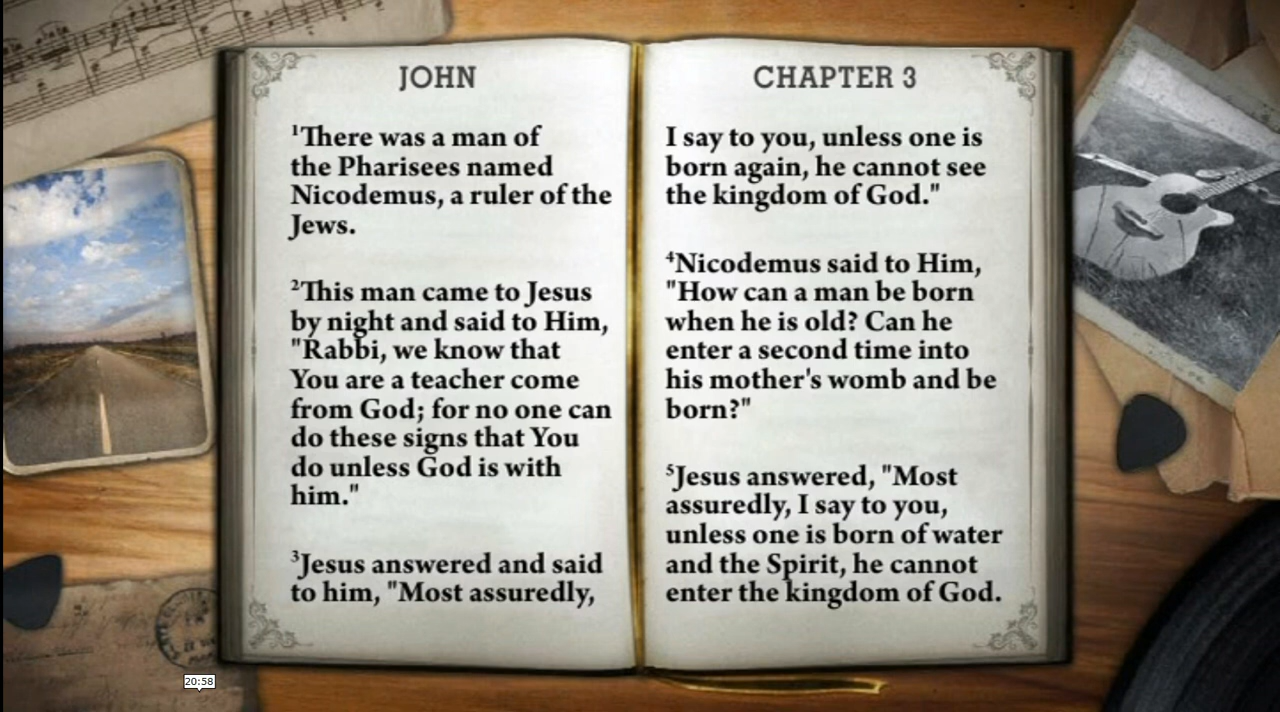 JOHN
¹There was a man of
the Pharisees named
Nicodemus, a ruler of the
Jews.
²This man came to Jesus
by night and said to Him,
"Rabbi, we know that
You are a teacher come
from God; for no one can
do these signs that You
do unless God is with
him."
³Jesus answered and said
to him, "Most assuredly,
CHAPTER 3
I say to you, unless one is
born again, he cannot see
the kingdom of God."
⁴Nicodemus said to Him,
"How can a man be born
when he is old? Can he
enter a second time into
his mother's womb and be
born?"
⁵Jesus answered, "Most
assuredly, I say to you,
unless one is born of water
and the Spirit, he cannot
enter the kingdom of God.
20:58